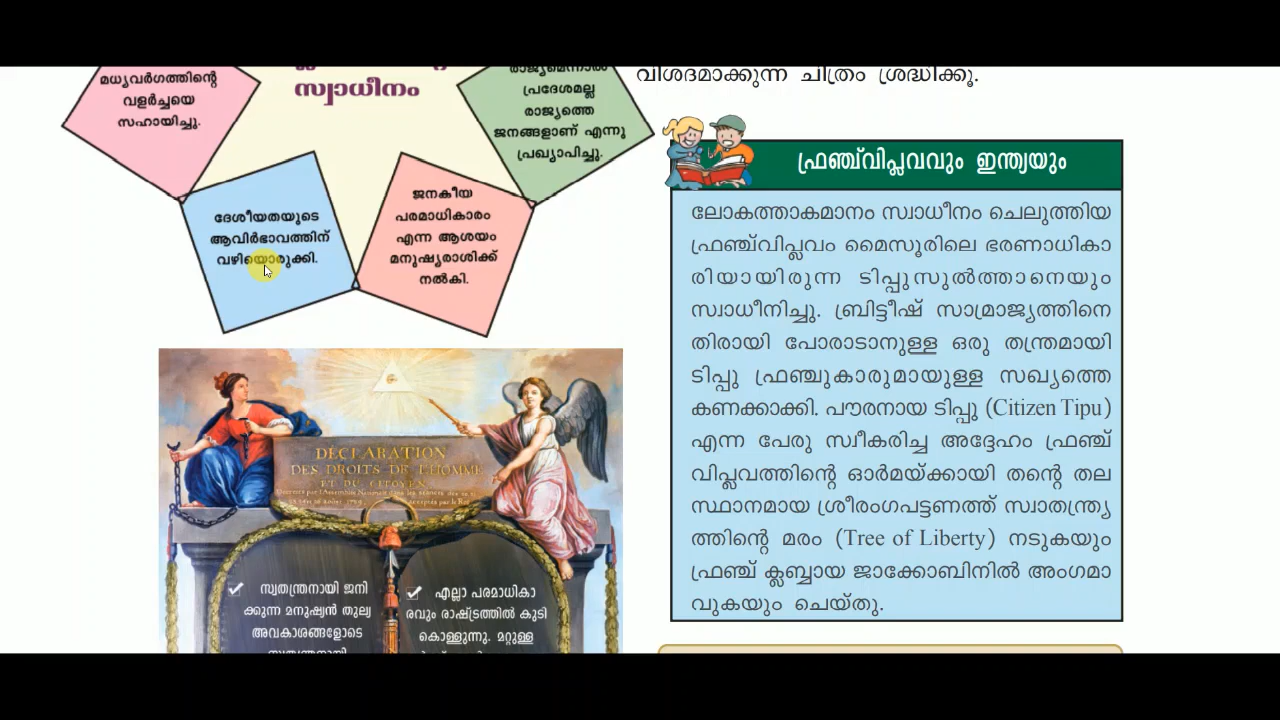 മധ്യവർഗത്തിന്റെ
വളർച്ചയെ
സഹായിച്ചു.
സ്വാധീനം
രാജ്യമെന്നാൽ
പ്രദേശമല്ല
രാജ്യത്തെ
ജനങ്ങളാണ് എന്നു
പ്രഖ്യാപിച്ചു.
ദേശീയതയുടെ
ആവിർഭാവത്തിന്
വഴിയൊരുക്കി.
ജനകീയ
പരമാധികാരം
എന്ന ആശയം
മനുഷ്യരാശിക്ക്
നൽകി.
DÉCLARATION
DES DROITS DE L'HOMME
ET DU CITOYEN
സ്വതന്ത്രനായി ജനി
ക്കുന്ന മനുഷ്യൻ തുല്യ
അവകാശങ്ങളോടെ
എല്ലാ പരമാധികാ
രവും രാഷ്ട്രത്തിൽ കുടി
കൊള്ളുന്നു. മറ്റുള്ള
വിശദമാക്കുന്ന ചിത്രം ശ്രദ്ധിക്കൂ.
ഫ്രഞ്ച്‌വിപ്ലവവും ഇന്ത്യയും
ലോകത്താകമാനം സ്വാധീനം ചെലുത്തിയ
ഫ്രഞ്ച്‌വിപ്ലവം മൈസൂരിലെ ഭരണാധികാ
രിയായിരുന്ന ടിപ്പുസുൽത്താനെയും
സ്വാധീനിച്ചു. ബ്രിട്ടീഷ് സാമ്രാജ്യത്തിനെ
തിരായി പോരാടാനുള്ള ഒരു തന്ത്രമായി
ടിപ്പു ഫ്രഞ്ചുകാരുമായുള്ള സഖ്യത്തെ
കണക്കാക്കി. പൗരനായ ടിപ്പു (Citizen Tipu)
എന്ന പേരു സ്വീകരിച്ച അദ്ദേഹം ഫ്രഞ്ച്
വിപ്ലവത്തിന്റെ ഓർമയ്ക്കായി തന്റെ തല
സ്ഥാനമായ ശ്രീരംഗപട്ടണത്ത് സ്വാതന്ത്ര്യ
ത്തിന്റെ മരം (Tree of Liberty) നടുകയും
ഫ്രഞ്ച് ക്ലബ്ബായ ജാക്കോബിനിൽ അംഗമാ
വുകയും ചെയ്തു.